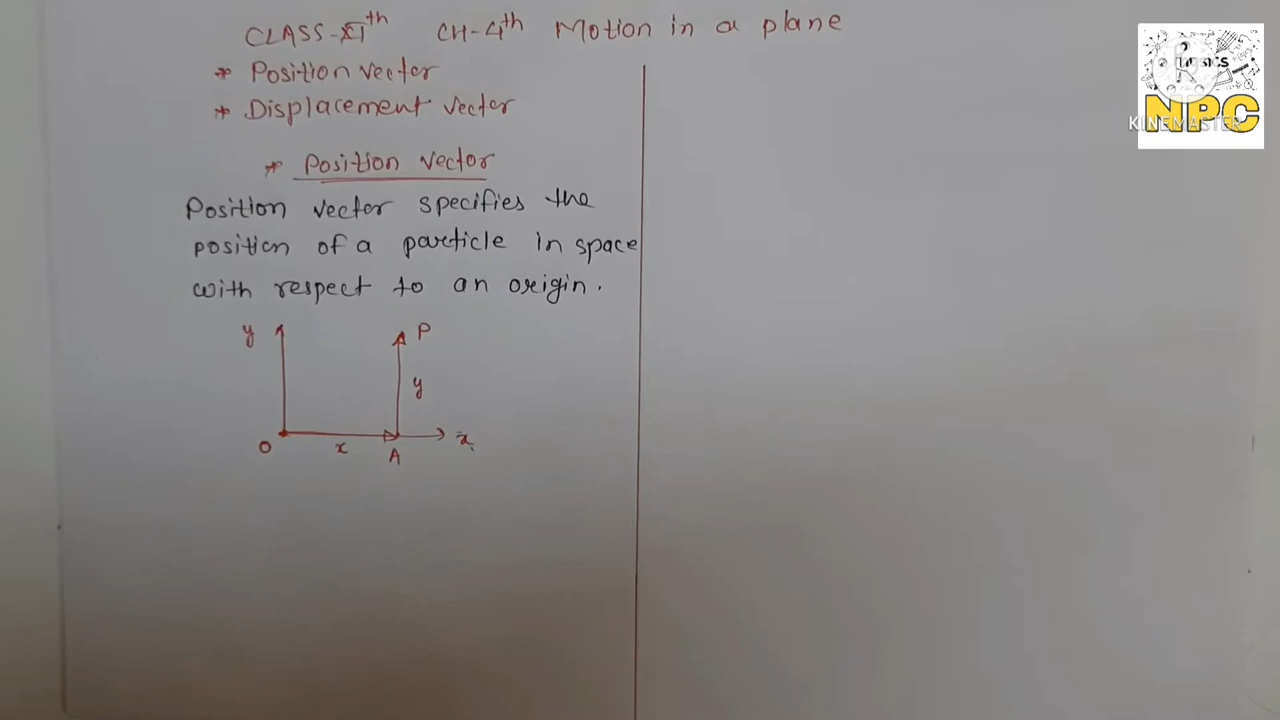 CLASS-XIth CH-4th Motion in a plane
* Position vector
* Displacement vector
* Position vector
Position vector specifies the
position of a particle in space
with respect to an origin.
y P
y
O x A x
PHYSICS
NPC
KINEMASTER